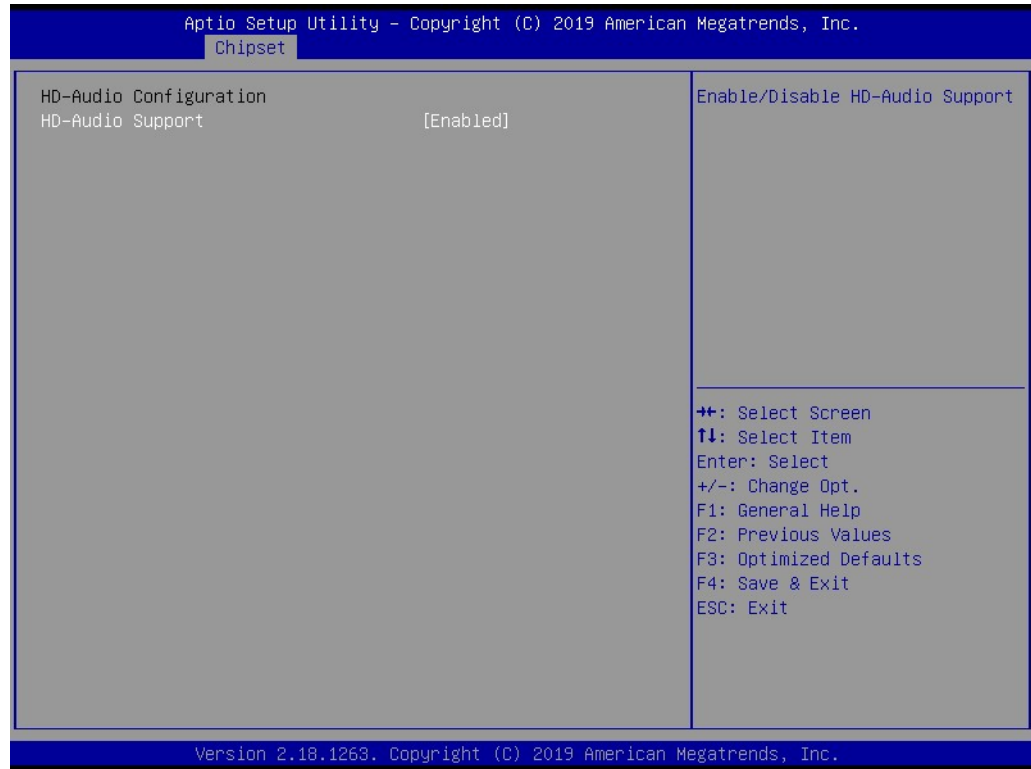 Aptio Setup Utility – Copyright (C) 2019 American Megatrends, Inc.
Chipset
HD-Audio Configuration
HD-Audio Support [Enabled]
Enable/Disable HD-Audio Support
→←: Select Screen
↑↓: Select Item
Enter: Select
+/-: Change Opt.
F1: General Help
F2: Previous Values
F3: Optimized Defaults
F4: Save & Exit
ESC: Exit
Version 2.18.1263. Copyright (C) 2019 American Megatrends, Inc.